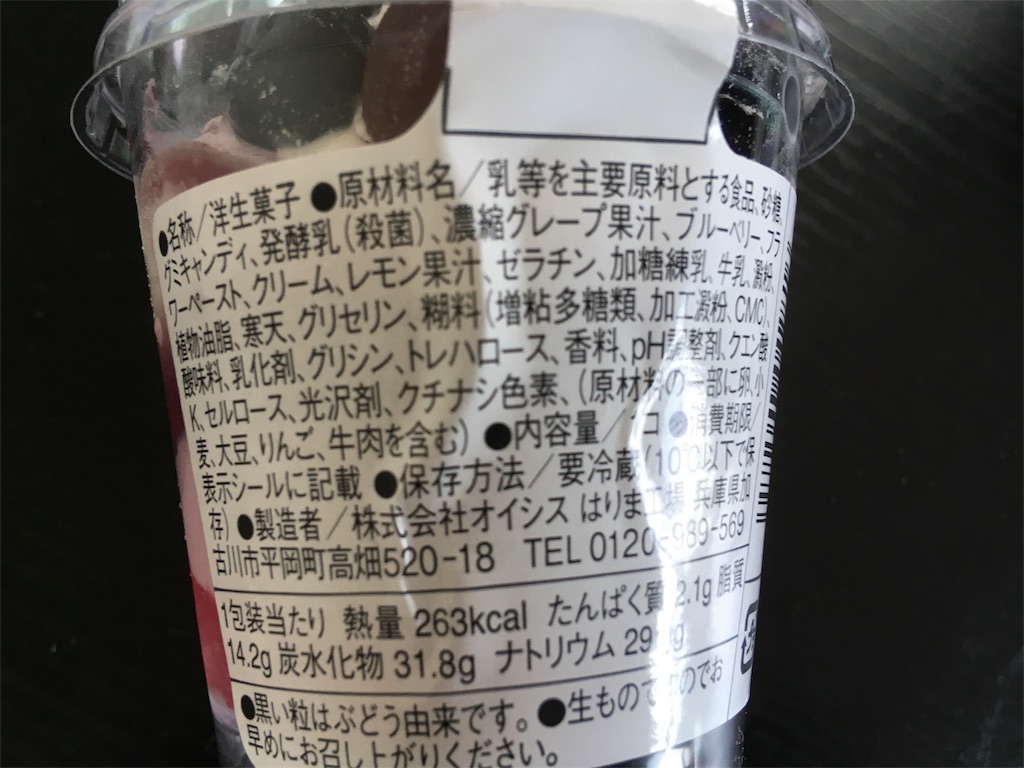 ●名称／洋生菓子 ●原材料名／乳等を主要原料とする食品、砂糖、
グミキャンディ、発酵乳（殺菌）、濃縮グレープ果汁、ブルーベリー、フラ
ワーペースト、クリーム、レモン果汁、ゼラチン、加糖練乳、牛乳、澱粉、
植物油脂、寒天、グリセリン、糊料（増粘多糖類、加工澱粉、CMC）、
酸味料、乳化剤、グリシン、トレハロース、香料、pH調整剤、クエン酸
K、セルロース、光沢剤、クチナシ色素、（原材料の一部に卵、小
麦、大豆、りんご、牛肉を含む） ●内容量／ コ ●消費期限／
表示シールに記載 ●保存方法／要冷蔵（10℃以下で保
存） ●製造者／株式会社オイシス はりま工場 兵庫県加
古川市平岡町高畑520-18 TEL 0120-989-569
1包装当たり 熱量 263kcal たんぱく質 2.1g 脂質
14.2g 炭水化物 31.8g ナトリウム
●黒い粒はぶどう由来です。●生ものですのでお
早めにお召し上がりください。